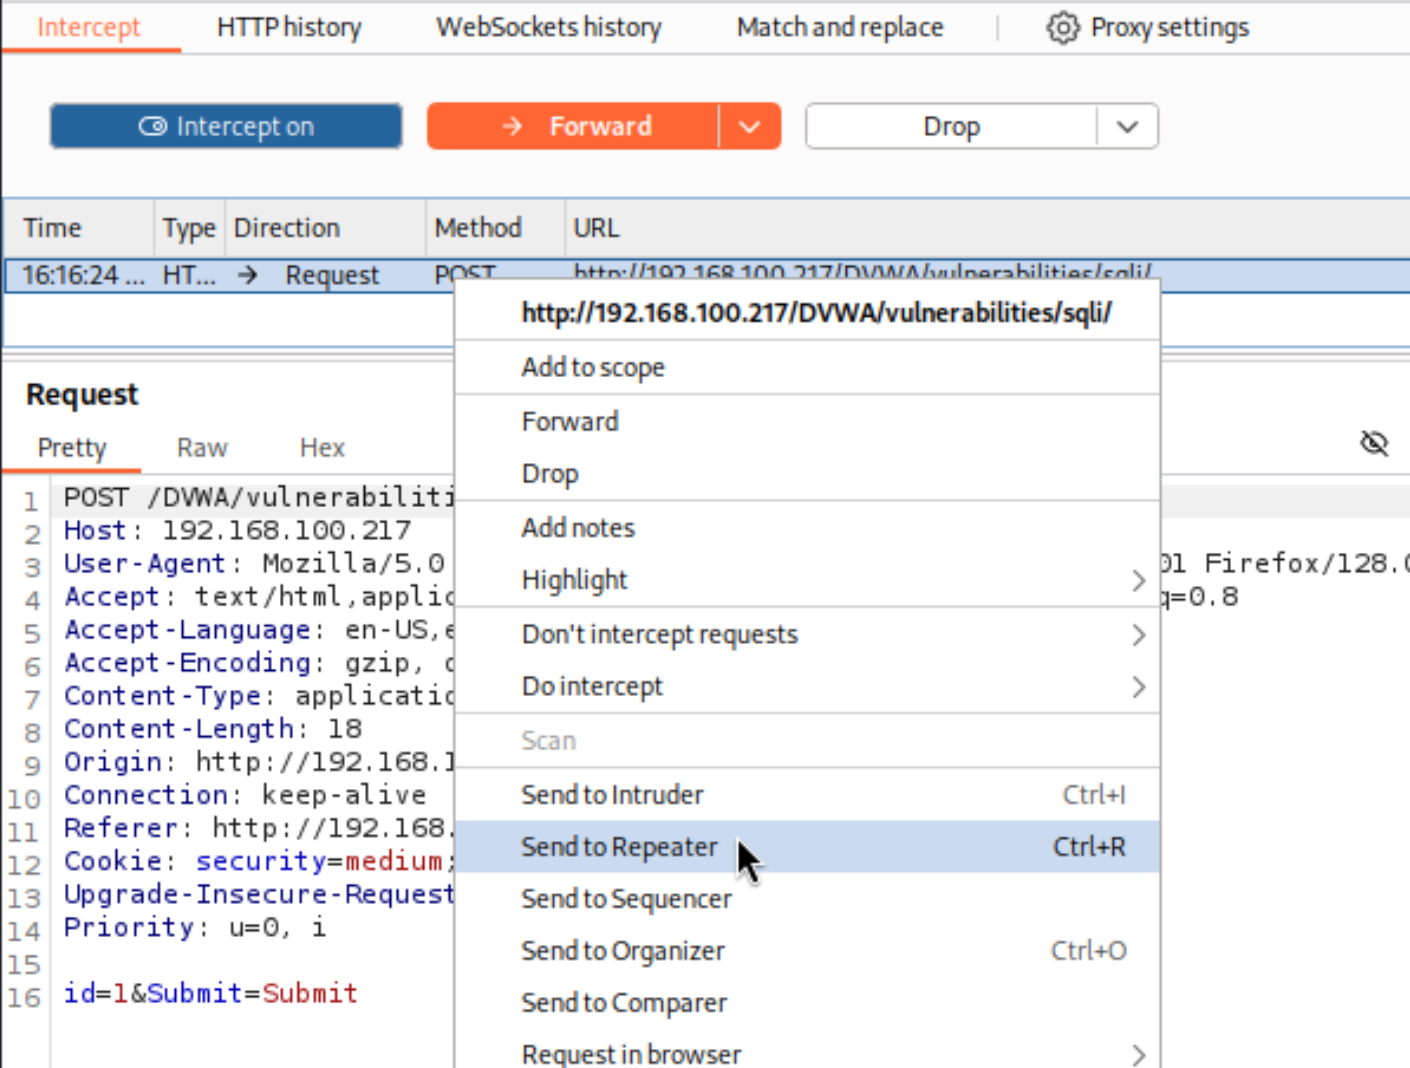 Intercept HTTP history WebSockets history Match and replace Proxy settings
Intercept on Forward Drop
Time Type Direction Method URL
16:16:24 ... HT... → Request POST http://192.168.100.217/DVWA/vulnerabilities/sqli/
http://192.168.100.217/DVWA/vulnerabilities/sqli/
Add to scope
Forward
Drop
Add notes
Highlight
Don't intercept requests
Do intercept
Scan
Send to Intruder Ctrl+I
Send to Repeater Ctrl+R
Send to Sequencer
Send to Organizer Ctrl+O
Send to Comparer
Request in browser
Request
Pretty Raw Hex
1 POST /DVWA/vulnerabiliti
2 Host: 192.168.100.217
3 User-Agent: Mozilla/5.0 01 Firefox/128.0
4 Accept: text/html,applic q=0.8
5 Accept-Language: en-US,e
6 Accept-Encoding: gzip, d
7 Content-Type: applicatio
8 Content-Length: 18
9 Origin: http://192.168.1
10 Connection: keep-alive
11 Referer: http://192.168.
12 Cookie: security=medium;
13 Upgrade-Insecure-Request
14 Priority: u=0, i
15
16 id=1&Submit=Submit